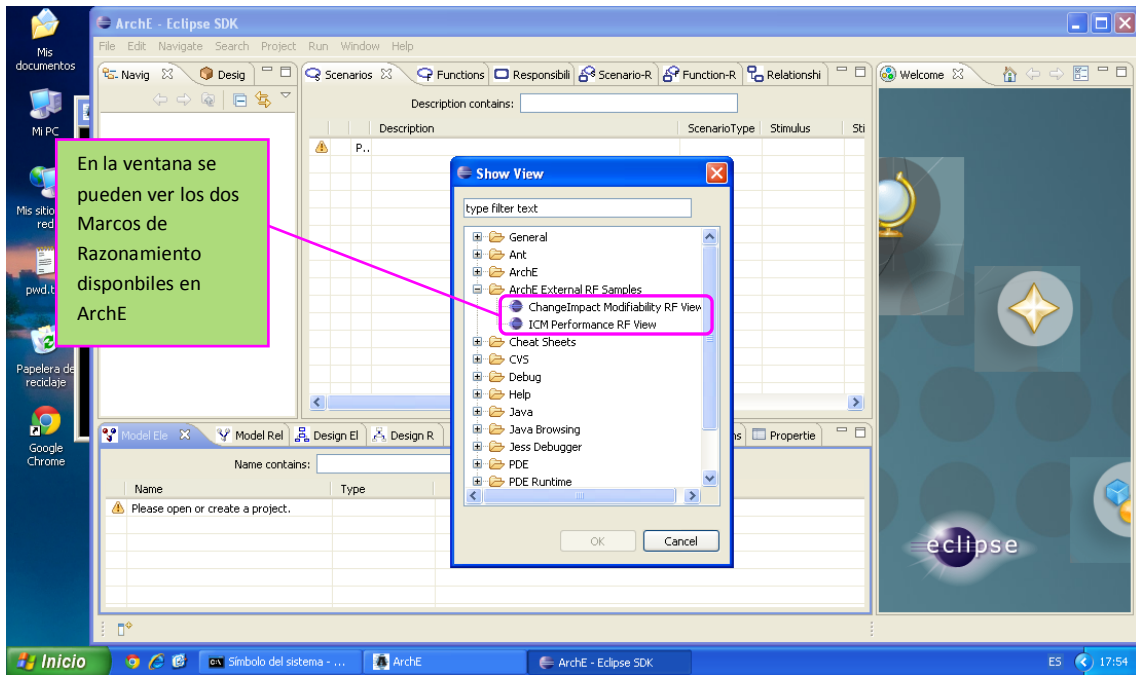 Mis
documentos
Mi PC
Mis sitio
red
pwd.t
Papelera de
reciclaje
Google
Chrome
ArchE - Eclipse SDK
File Edit Navigate Search Project Run Window Help
Navig Desig
Scenarios Functions Responsibili Scenario-R Function-R Relationshi
Welcome
Description contains:
Description ScenarioType Stimulus Sti
P..
En la ventana se
pueden ver los dos
Marcos de
Razonamiento
disponbiles en
ArchE
Show View
type filter text
General
Ant
ArchE
ArchE External RF Samples
ChangeImpact Modifiability RF View
ICM Performance RF View
Cheat Sheets
CVS
Debug
Help
Java
Java Browsing
Jess Debugger
PDE
PDE Runtime
OK Cancel
Model Ele Model Rel Design El Design R ns Propertie
Name contains:
Name Type
Please open or create a project.
eclipse
Inicio Símbolo del sistema - ... ArchE ArchE - Eclipse SDK ES 17:54